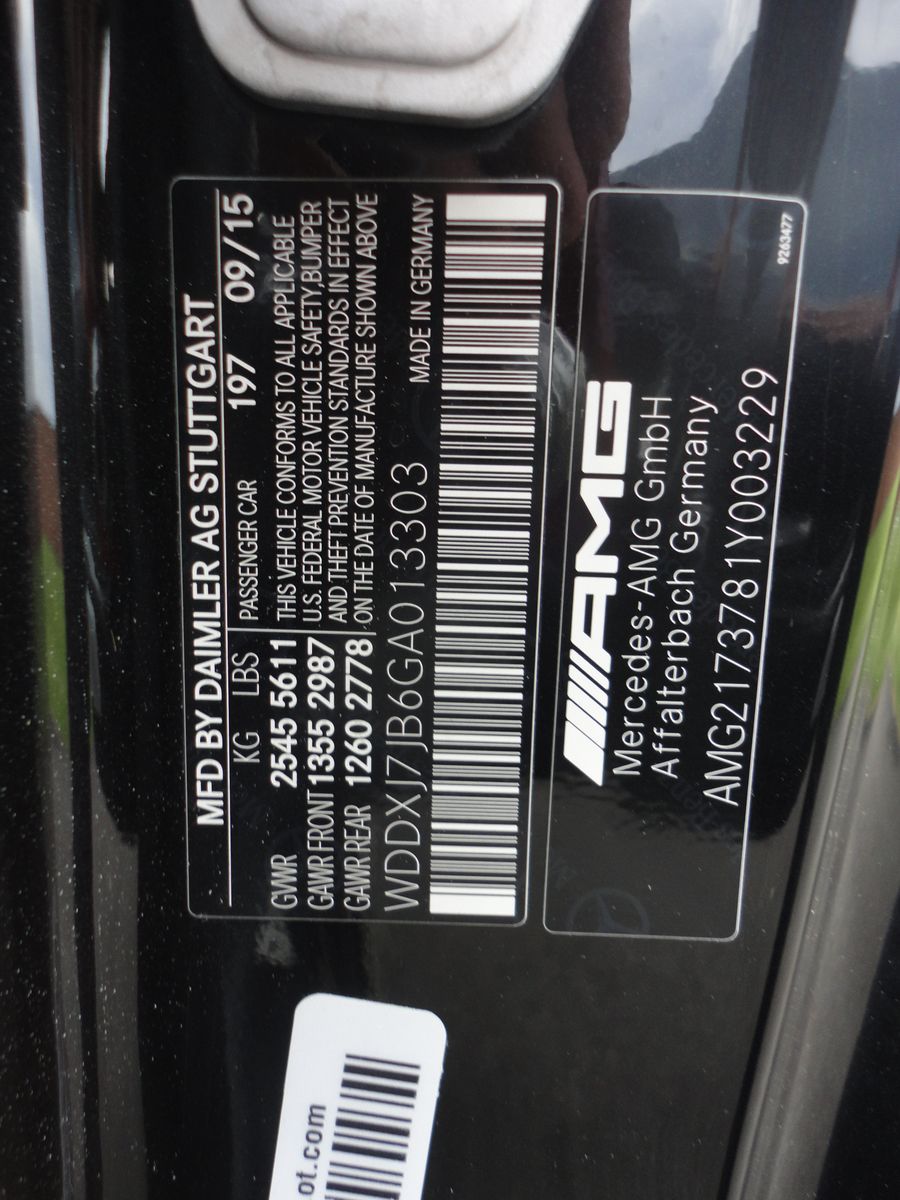 MFD BY DAIMLER AG STUTTGART
KG LBS PASSENGER CAR 197 09/15
GVWR 2545 5611 THIS VEHICLE CONFORMS TO ALL APPLICABLE
GAWR FRONT 1355 2987 U.S. FEDERAL MOTOR VEHICLE SAFETY,BUMPER
AND THEFT PREVENTION STANDARDS IN EFFECT
GAWR REAR 1260 2778 ON THE DATE OF MANUFACTURE SHOWN ABOVE
WDDXJ7JB6GA013303 MADE IN GERMANY
AMG
Mercedes-AMG GmbH
Affalterbach Germany
AMG2173781Y003229
9263477
ot.com